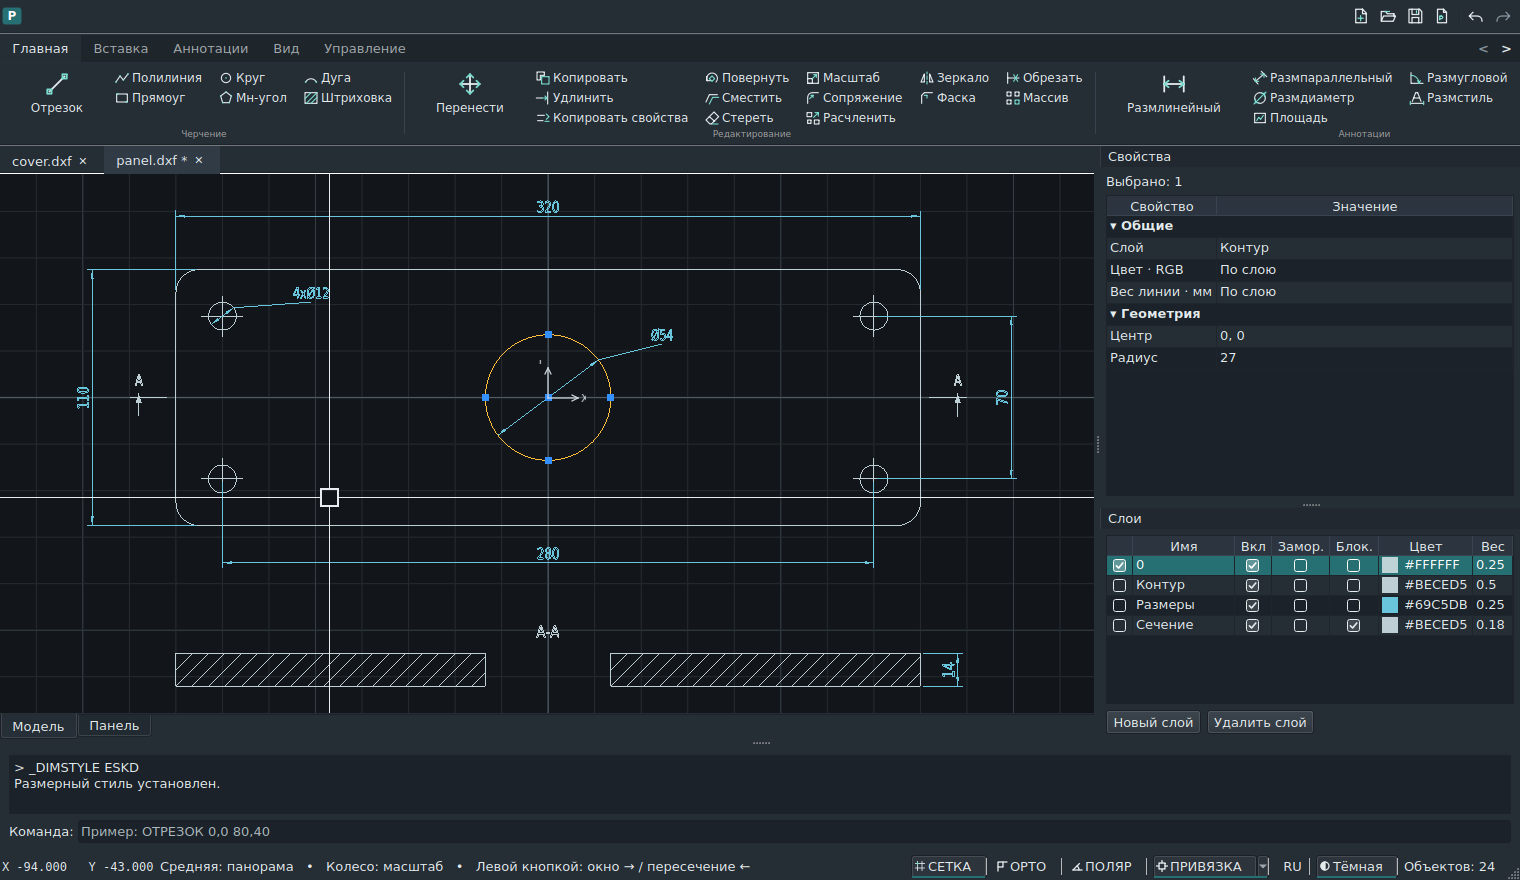 P
Главная Вставка Аннотации Вид Управление < >
Отрезок
Полилиния Круг Дуга
Прямоуг Мн-угол Штриховка
Черчение
Перенести
Копировать Повернуть Масштаб Зеркало Обрезать
Удлинить Сместить Сопряжение Фаска Массив
Копировать свойства Стереть Расчленить
Редактирование
Размлинейный
Размпараллельный Размугловой
Размдиаметр Размстиль
Площадь
Аннотации
cover.dxf × panel.dxf * ×
320
4xØ12
Ø54
110
A
A
70
X
280
A-A
14
Свойства
Выбрано: 1
Свойство Значение
▾ Общие
Слой Контур
Цвет · RGB По слою
Вес линии · мм По слою
▾ Геометрия
Центр 0, 0
Радиус 27
Слои
Имя Вкл Замор. Блок. Цвет Вес
0 #FFFFFF 0.25
Контур #BECED5 0.5
Размеры #69C5DB 0.25
Сечение #BECED5 0.18
Новый слой Удалить слой
Модель Панель
> _DIMSTYLE ESKD
Размерный стиль установлен.
Команда: Пример: ОТРЕЗОК 0,0 80,40
X -94.000 Y -43.000 Средняя: панорама • Колесо: масштаб • Левой кнопкой: окно → / пересечение ← СЕТКА ОРТО ПОЛЯР ПРИВЯЗКА RU Тёмная Объектов: 24